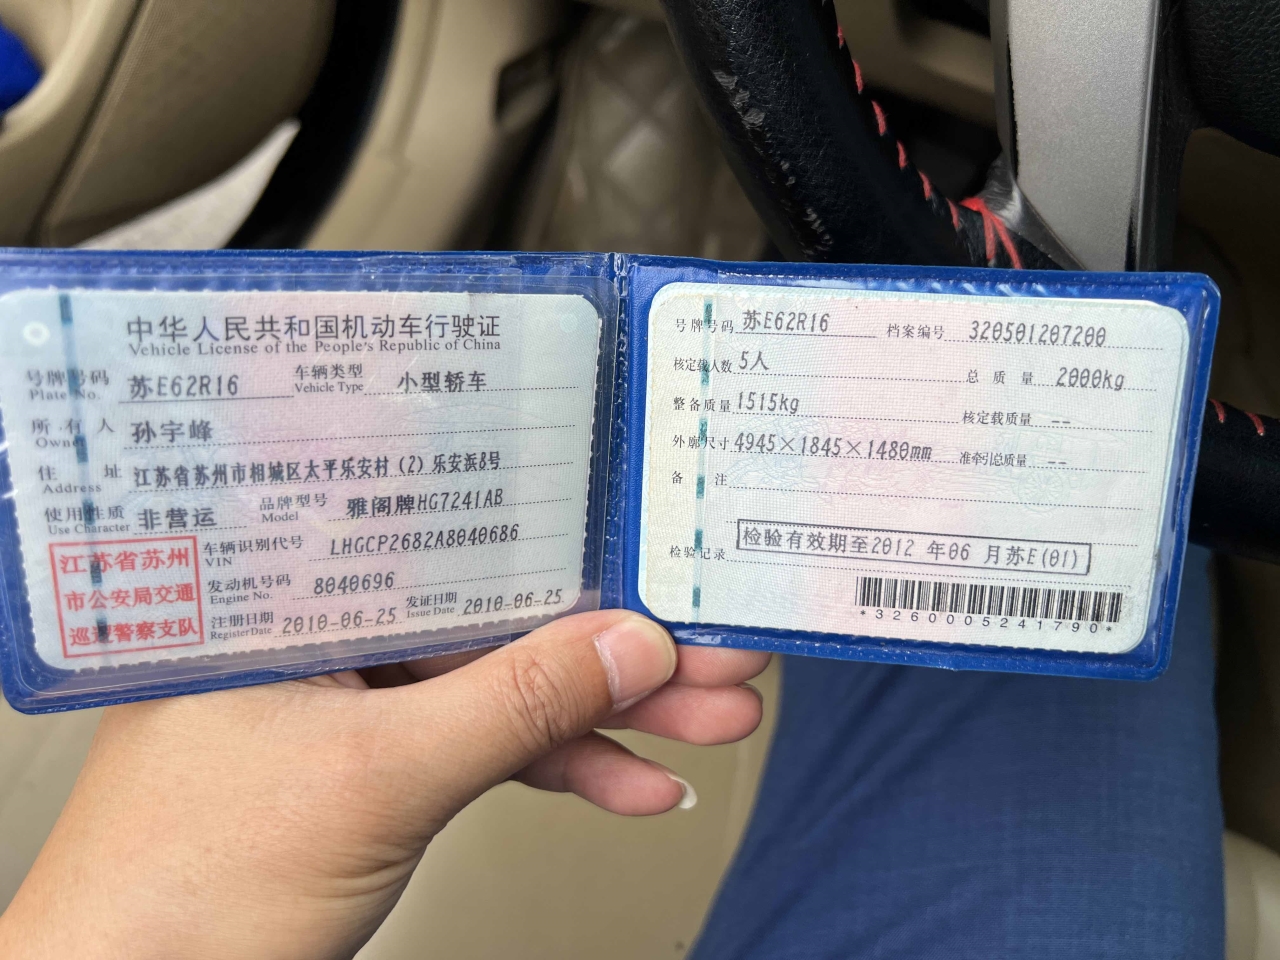 中华人民共和国机动车行驶证
Vehicle License of the People's Republic of China
号牌号码 苏E62R16 车辆类型 小型轿车
Plate No. Vehicle Type
所有人 孙宇峰
Owner
住址 江苏省苏州市相城区太平乐安村（2）乐安浜8号
Address
使用性质 非营运 品牌型号 雅阁牌HG7241AB
Use Character Model
江苏省苏州
市公安局交通
巡逻警察支队
车辆识别代号 LHGCP2682A8040686
VIN
发动机号码 8040696
Engine No.
注册日期 2010-06-25 发证日期 2010-06-25
Register Date Issue Date
号牌号码 苏E62R16 档案编号 320501207200
核定载人数 5人 总质量 2000kg
整备质量 1515kg 核定载质量 --
外廓尺寸 4945×1845×1480mm 准牵引总质量 --
备注
检验记录 检验有效期至2012 年06 月苏E(01)
*3260005241790*